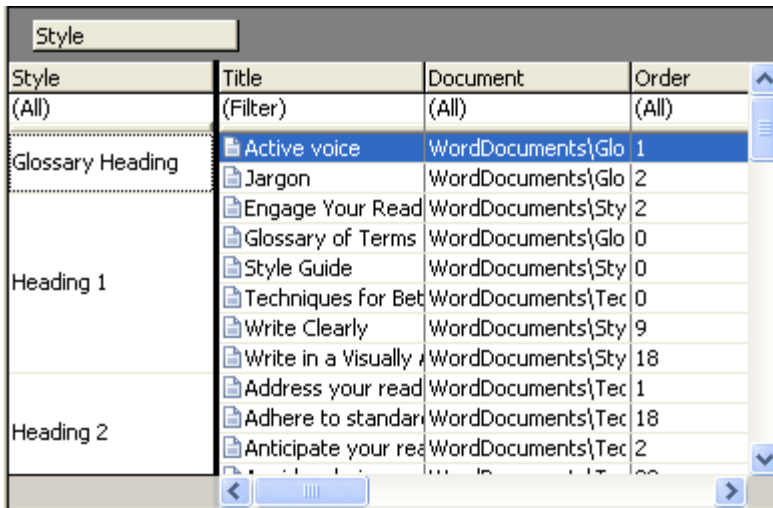 Style
Style Title Document Order
(All) (Filter) (All) (All)
Glossary Heading
Active voice WordDocuments\Glo 1
Jargon WordDocuments\Glo 2
Heading 1
Engage Your Read WordDocuments\Sty 2
Glossary of Terms WordDocuments\Glo 0
Style Guide WordDocuments\Sty 0
Techniques for Bet WordDocuments\Tec 0
Write Clearly WordDocuments\Sty 9
Write in a Visually WordDocuments\Sty 18
Heading 2
Address your read WordDocuments\Tec 1
Adhere to standar WordDocuments\Tec 18
Anticipate your rea WordDocuments\Tec 2